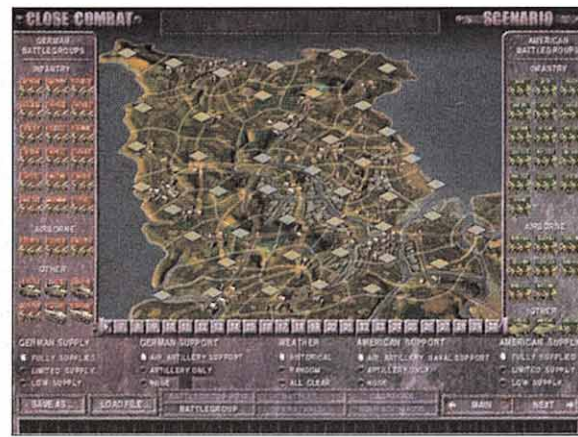 CLOSE COMBAT
SCENARIO
GERMAN
BATTLEGROUPS
INFANTRY
AIRBORNE
OTHER
AMERICAN
BATTLEGROUPS
INFANTRY
AIRBORNE
OTHER
GERMAN SUPPLY
FULLY SUPPLIED
LIMITED SUPPLY
LOW SUPPLY
GERMAN SUPPORT
AIR, ARTILLERY SUPPORT
ARTILLERY ONLY
NONE
WEATHER
HISTORICAL
RANDOM
ALL CLEAR
AMERICAN SUPPORT
AIR, ARTILLERY, NAVAL SUPPORT
ARTILLERY ONLY
NONE
AMERICAN SUPPLY
FULLY SUPPLIED
LIMITED SUPPLY
LOW SUPPLY
SAVE AS...
LOAD FILE...
BATTLEGROUP
MAIN
NEXT